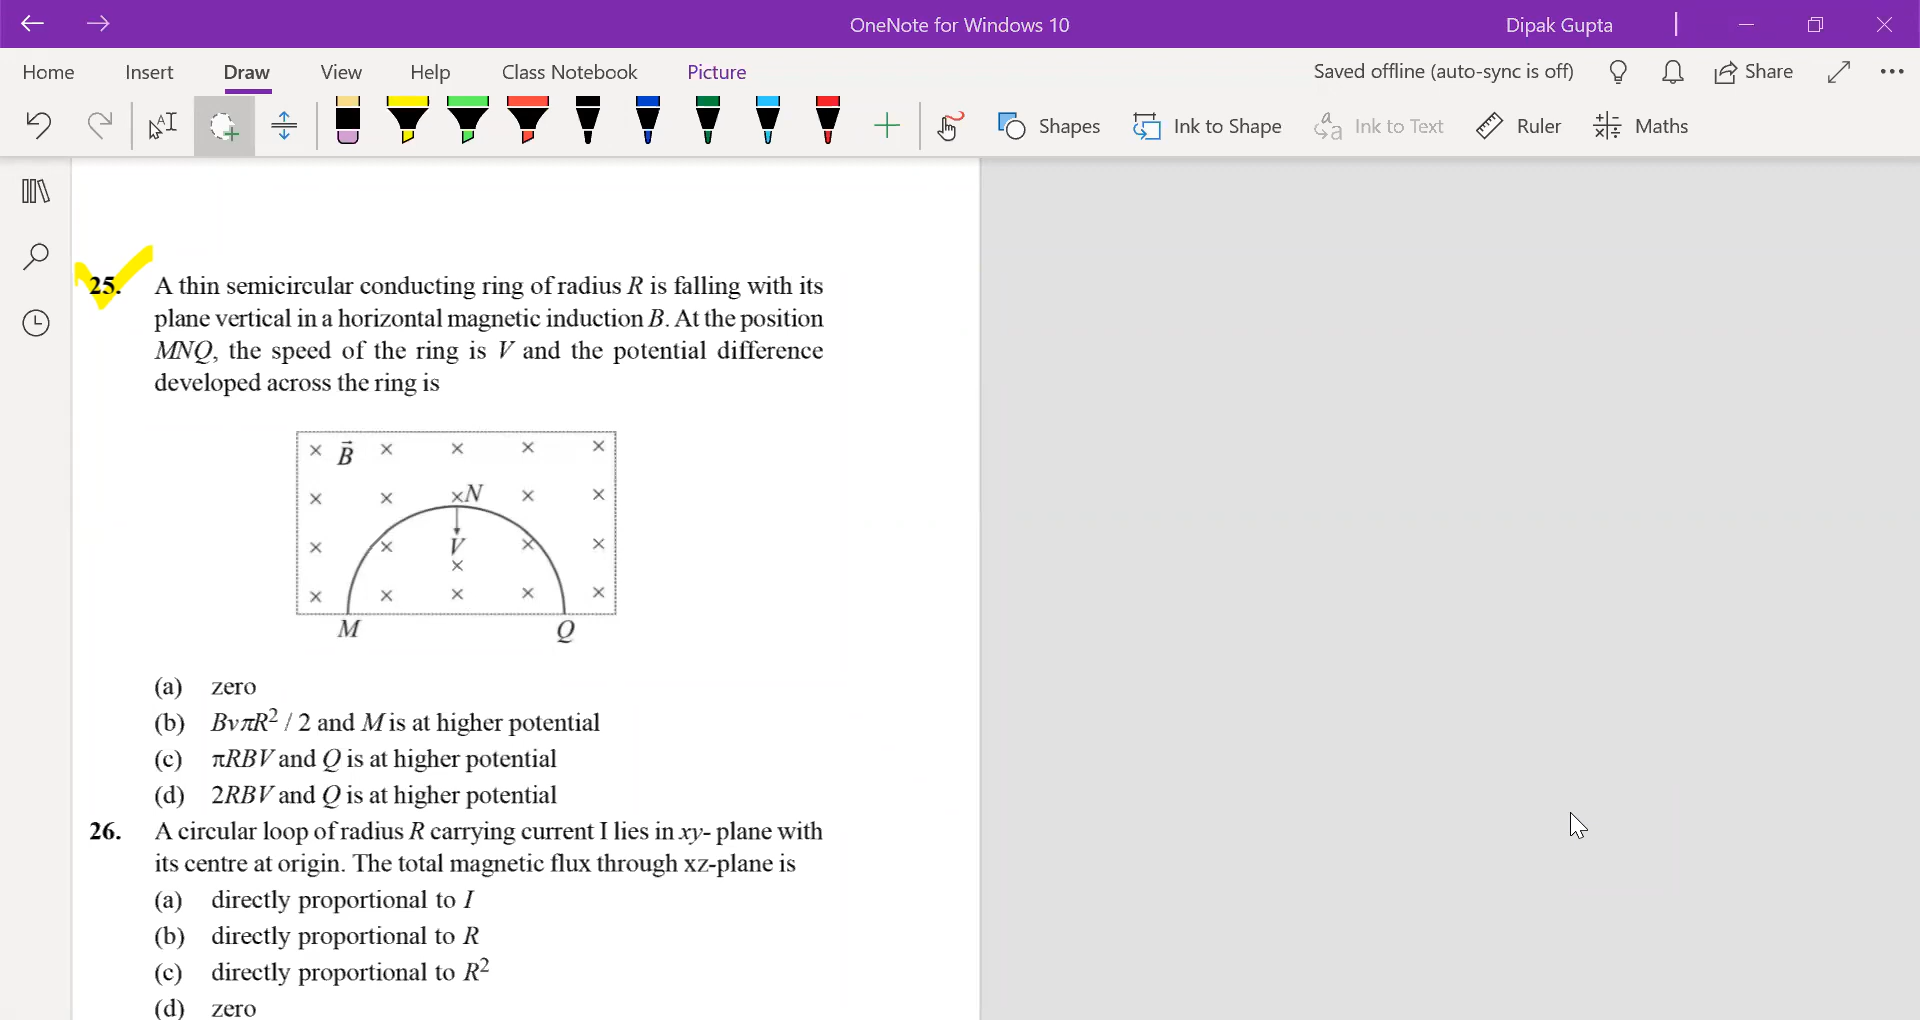 OneNote for Windows 10
Dipak Gupta
Home Insert Draw View Help Class Notebook Picture
Saved offline (auto-sync is off) Share
Shapes Ink to Shape Ink to Text Ruler Maths
25. A thin semicircular conducting ring of radius R is falling with its
plane vertical in a horizontal magnetic induction B. At the position
MNQ, the speed of the ring is V and the potential difference
developed across the ring is
B⃗
N
V
M Q
(a) zero
(b) BvπR² / 2 and M is at higher potential
(c) πRBV and Q is at higher potential
(d) 2RBV and Q is at higher potential
26. A circular loop of radius R carrying current I lies in xy- plane with
its centre at origin. The total magnetic flux through xz-plane is
(a) directly proportional to I
(b) directly proportional to R
(c) directly proportional to R²
(d) zero